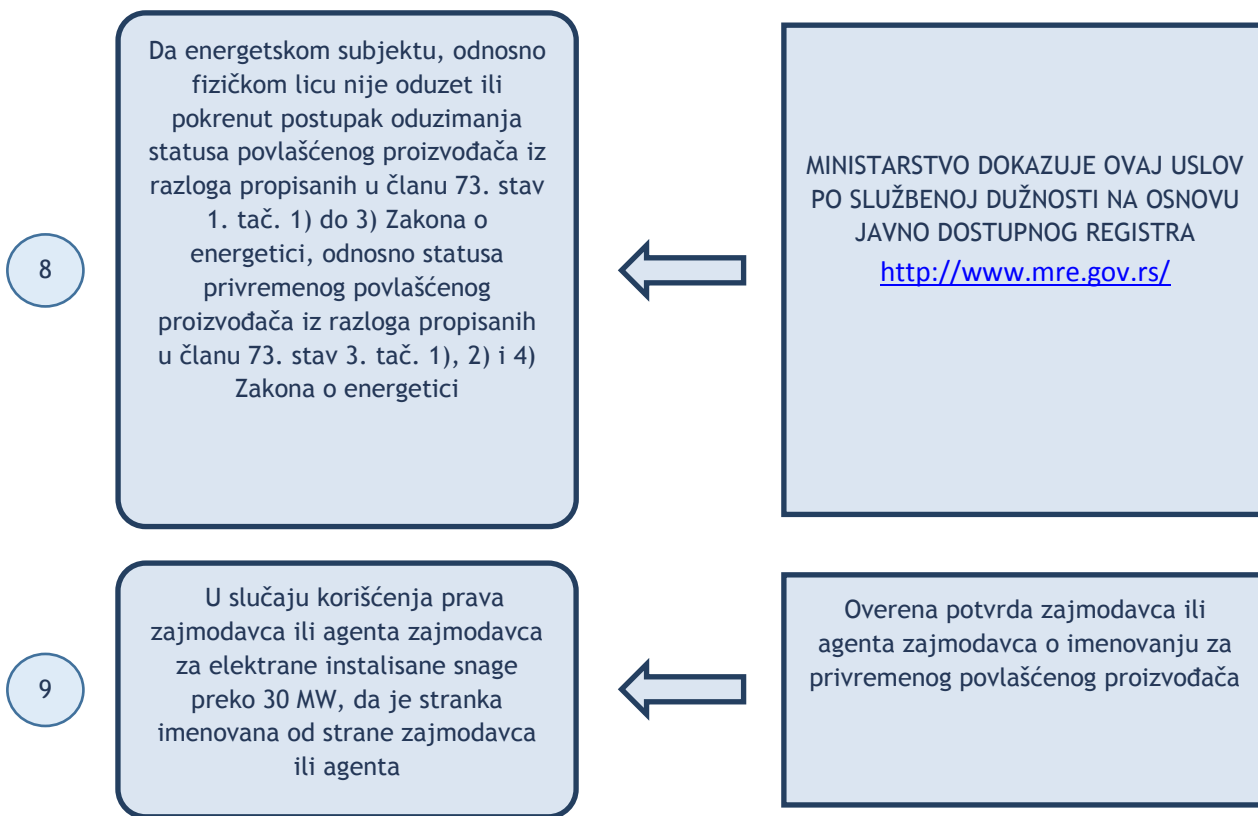 8
Da energetskom subjektu, odnosno
fizičkom licu nije oduzet ili
pokrenut postupak oduzimanja
statusa povlašćenog proizvođača iz
razloga propisanih u članu 73. stav
1. tač. 1) do 3) Zakona o
energetici, odnosno statusa
privremenog povlašćenog
proizvođača iz razloga propisanih
u članu 73. stav 3. tač. 1), 2) i 4)
Zakona o energetici
MINISTARSTVO DOKAZUJE OVAJ USLOV
PO SLUŽBENOJ DUŽNOSTI NA OSNOVU
JAVNO DOSTUPNOG REGISTRA
http://www.mre.gov.rs/
9
U slučaju korišćenja prava
zajmodavca ili agenta zajmodavca
za elektrane instalisane snage
preko 30 MW, da je stranka
imenovana od strane zajmodavca
ili agenta
Overena potvrda zajmodavca ili
agenta zajmodavca o imenovanju za
privremenog povlašćenog proizvođača